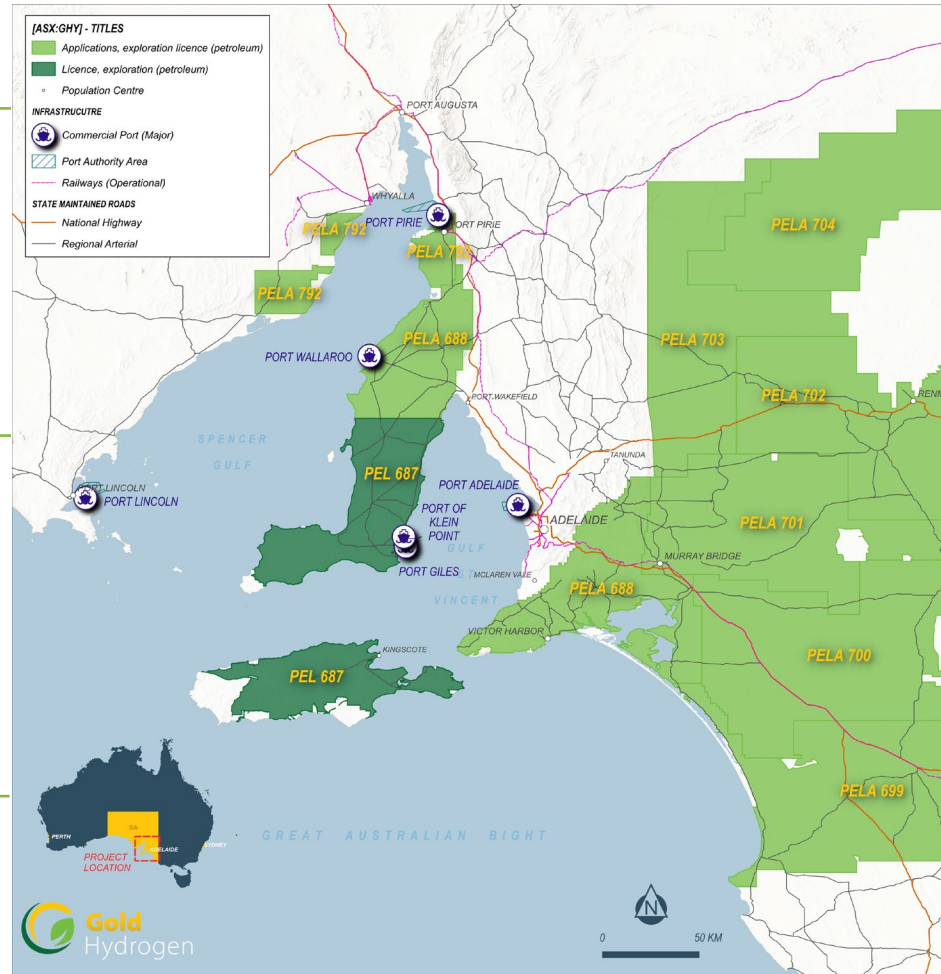 [ASX:GHY] - TITLES
Applications, exploration licence (petroleum)
Licence, exploration (petroleum)
Population Centre
INFRASTRUCUTRE
Commercial Port (Major)
Port Authority Area
Railways (Operational)
STATE MAINTAINED ROADS
National Highway
Regional Arterial
PORT AUGUSTA
WHYALLA
PORT PIRIE
PORT PIRIE
PELA 792
PELA 792
PELA 792
PELA 704
PELA 688
PELA 703
PORT WALLAROO
PORT-WAKEFIELD
PELA 702
RENM
SPENCER
GULF
TANUNDA
PEL 687
PORT LINCOLN
PORT LINCOLN
PORT ADELAIDE
PORT OF
KLEIN
POINT
ADELAIDE
PELA 701
GULF
ST
VINCENT
PORT GILES
MCLAREN VALE
MURRAY BRIDGE
PELA 688
VICTOR HARBOR
KINGSCOTE
PELA 700
PEL 687
PELA 699
SA
PERTH
ADELAIDE
SYDNEY
PROJECT
LOCATION
GREAT AUSTRALIAN BIGHT
Gold
Hydrogen
N
0 50 KM